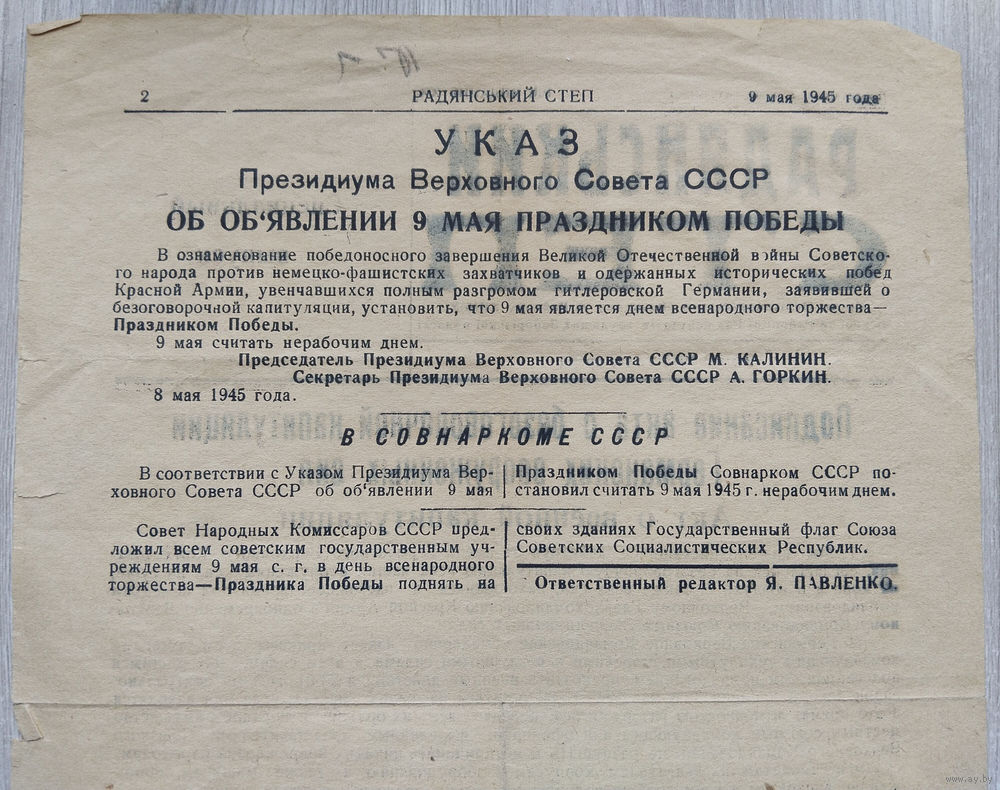 2 РАДЯНСЬКИЙ СТЕП 9 мая 1945 года
УКАЗ
Президиума Верховного Совета СССР
ОБ ОБ‘ЯВЛЕНИИ 9 МАЯ ПРАЗДНИКОМ ПОБЕДЫ
В ознаменование победоносного завершения Великой Отечественной войны Советско-
го народа против немецко-фашистских захватчиков и одержанных исторических побед
Красной Армии, увенчавшихся полным разгромом гитлеровской Германии, заявившей о
безоговорочной капитуляции, установить, что 9 мая является днем всенародного торжества—
Праздником Победы.
9 мая считать нерабочим днем.
Председатель Президиума Верховного Совета СССР М. КАЛИНИН.
Секретарь Президиума Верховного Совета СССР А. ГОРКИН.
8 мая 1945 года.
В СОВНАРКОМЕ СССР
В соответствии с Указом Президиума Вер-
ховного Совета СССР об об‘явлении 9 мая
Праздником Победы Совнарком СССР по-
становил считать 9 мая 1945 г. нерабочим днем.
Совет Народных Комиссаров СССР пред-
ложил всем советским государственным уч-
реждениям 9 мая с. г. в день всенародного
торжества—Праздника Победы поднять на
своих зданиях Государственный флаг Союза
Советских Социалистических Республик.
Ответственный редактор Я. ПАВЛЕНКО.
www.ay.by